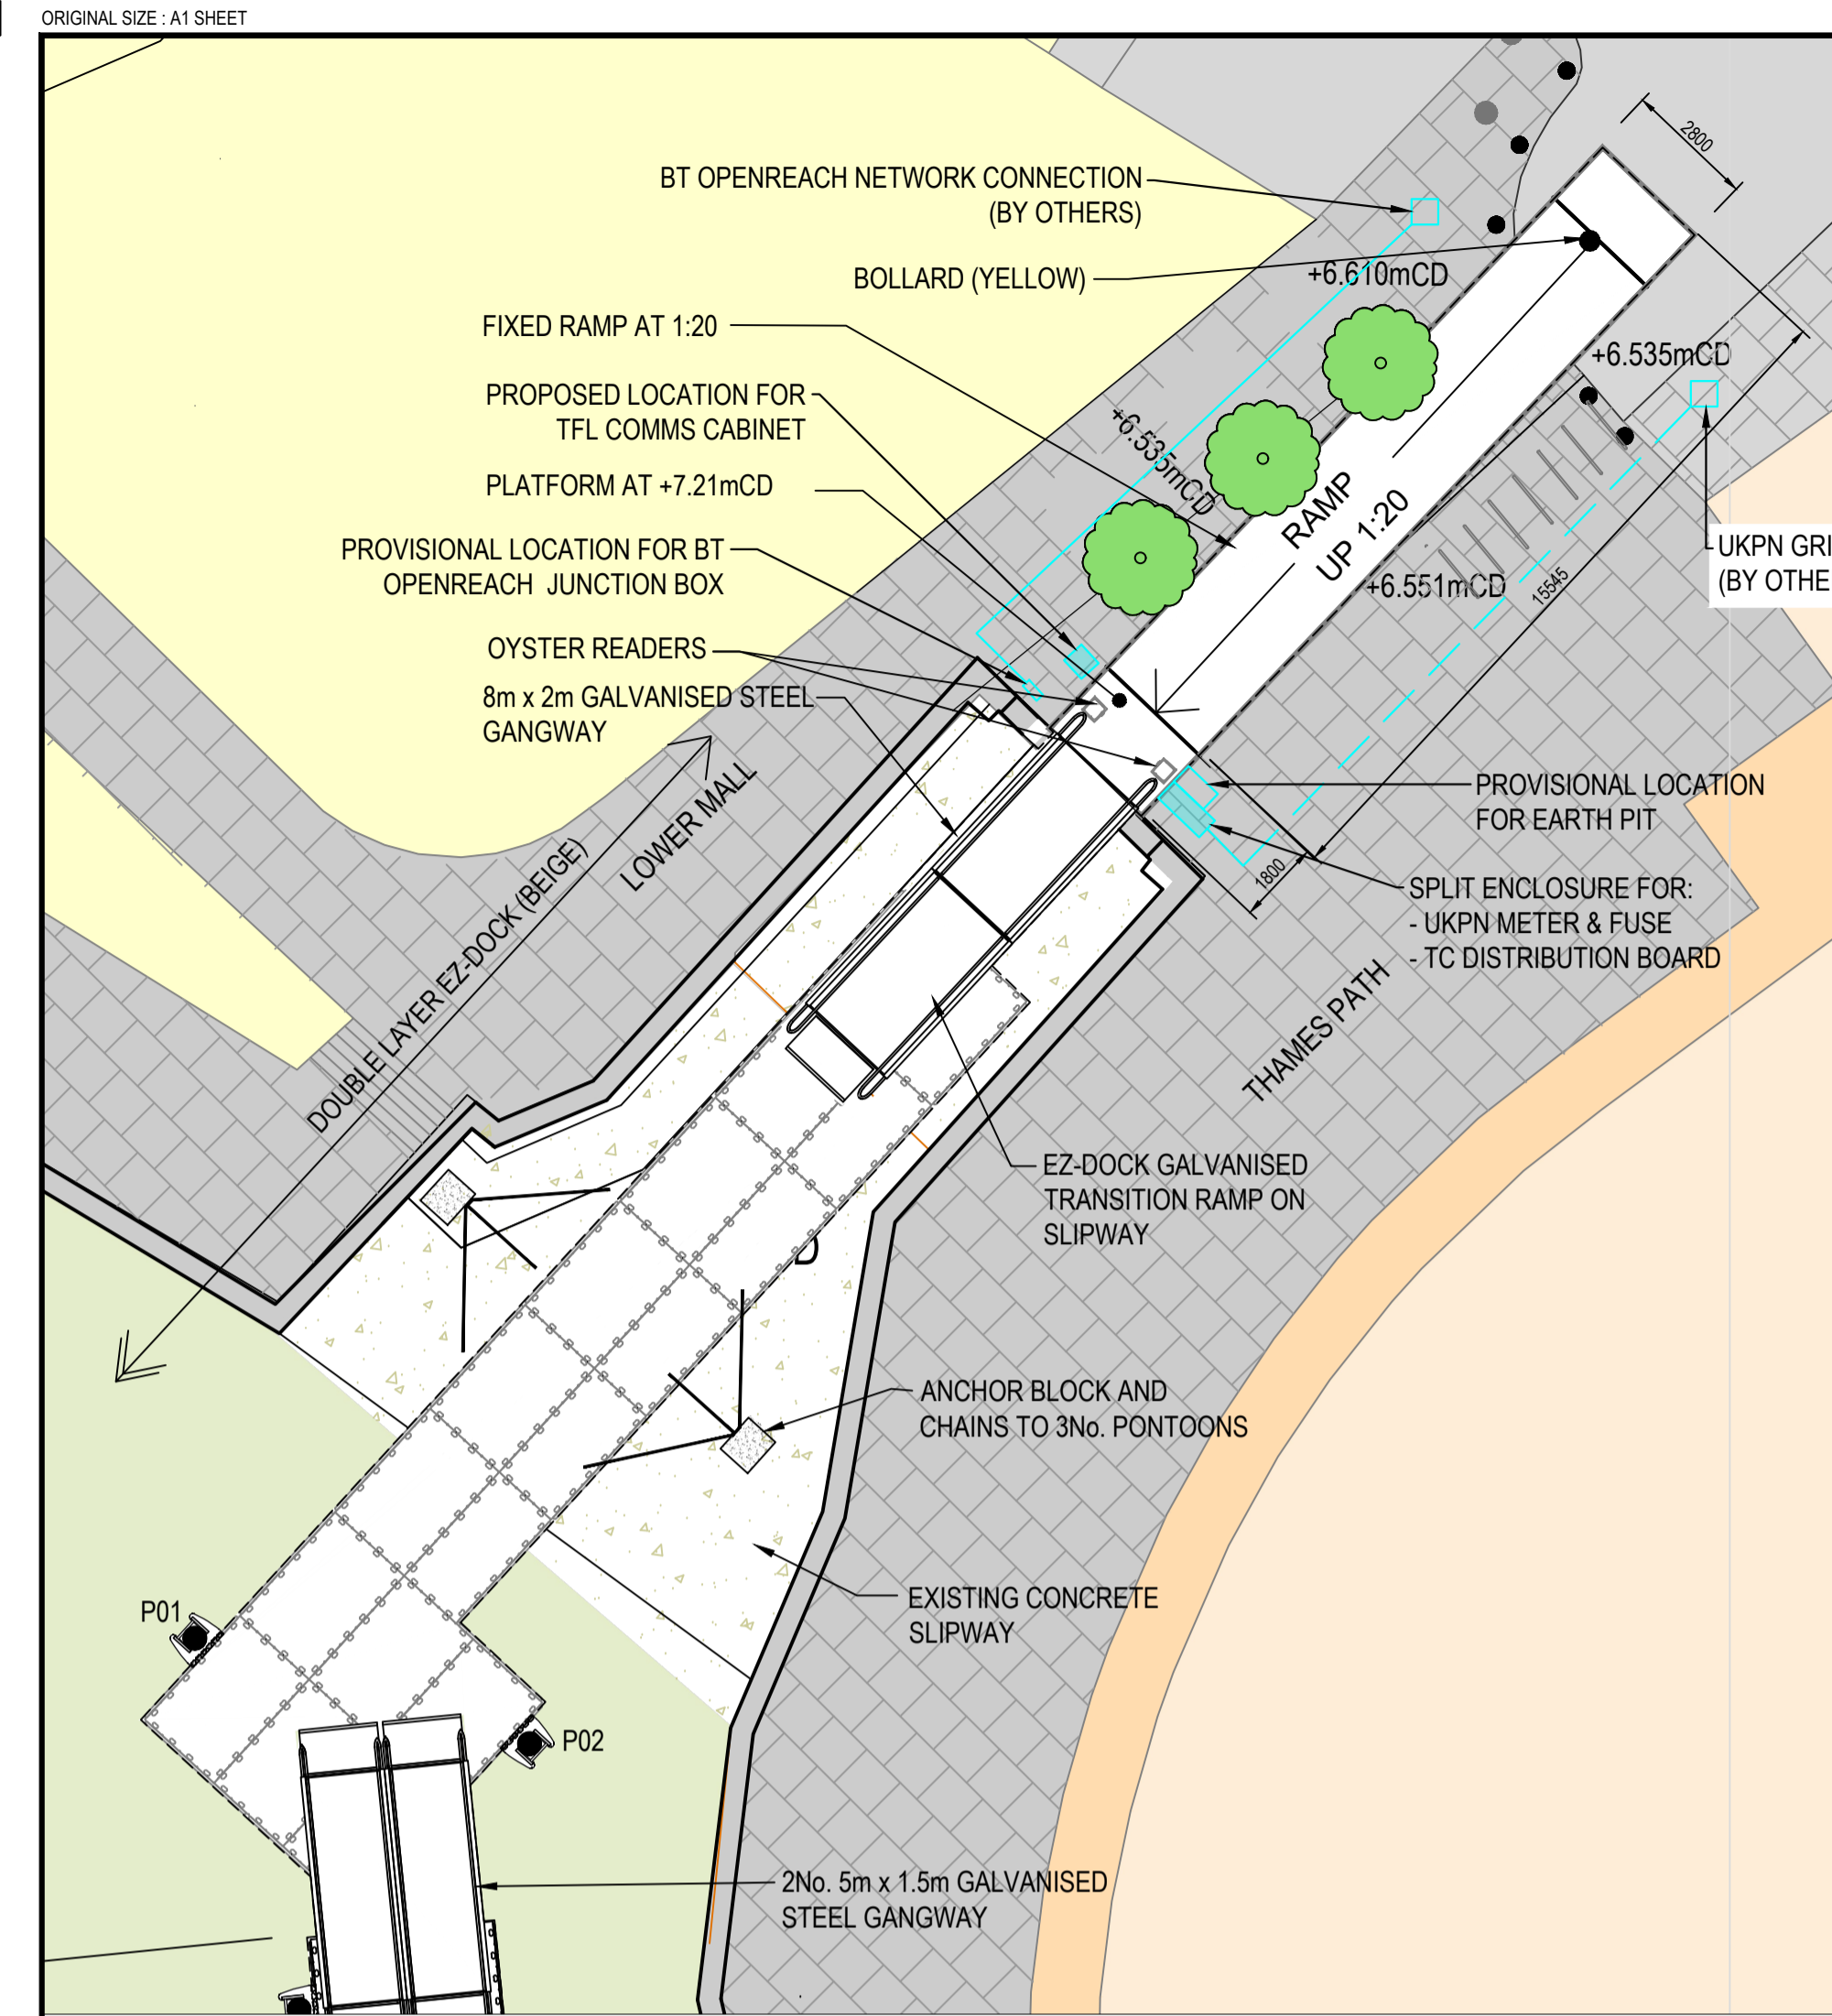 ORIGINAL SIZE : A1 SHEET
2800
BT OPENREACH NETWORK CONNECTION
(BY OTHERS)
BOLLARD (YELLOW)
+6.610mCD
FIXED RAMP AT 1:20
+6.535mCD
PROPOSED LOCATION FOR
TFL COMMS CABINET
+6.535mCD
PLATFORM AT +7.21mCD
RAMP
UP 1:20
PROVISIONAL LOCATION FOR BT
OPENREACH JUNCTION BOX
+6.551mCD
15545
UKPN GRI
(BY OTHE
OYSTER READERS
8m x 2m GALVANISED STEEL
GANGWAY
LOWER MALL
DOUBLE LAYER EZ-DOCK (BEIGE)
PROVISIONAL LOCATION
FOR EARTH PIT
1800
SPLIT ENCLOSURE FOR:
- UKPN METER & FUSE
- TC DISTRIBUTION BOARD
THAMES PATH
EZ-DOCK GALVANISED
TRANSITION RAMP ON
SLIPWAY
D
ANCHOR BLOCK AND
CHAINS TO 3No. PONTOONS
EXISTING CONCRETE
SLIPWAY
P01
P02
2No. 5m x 1.5m GALVANISED
STEEL GANGWAY